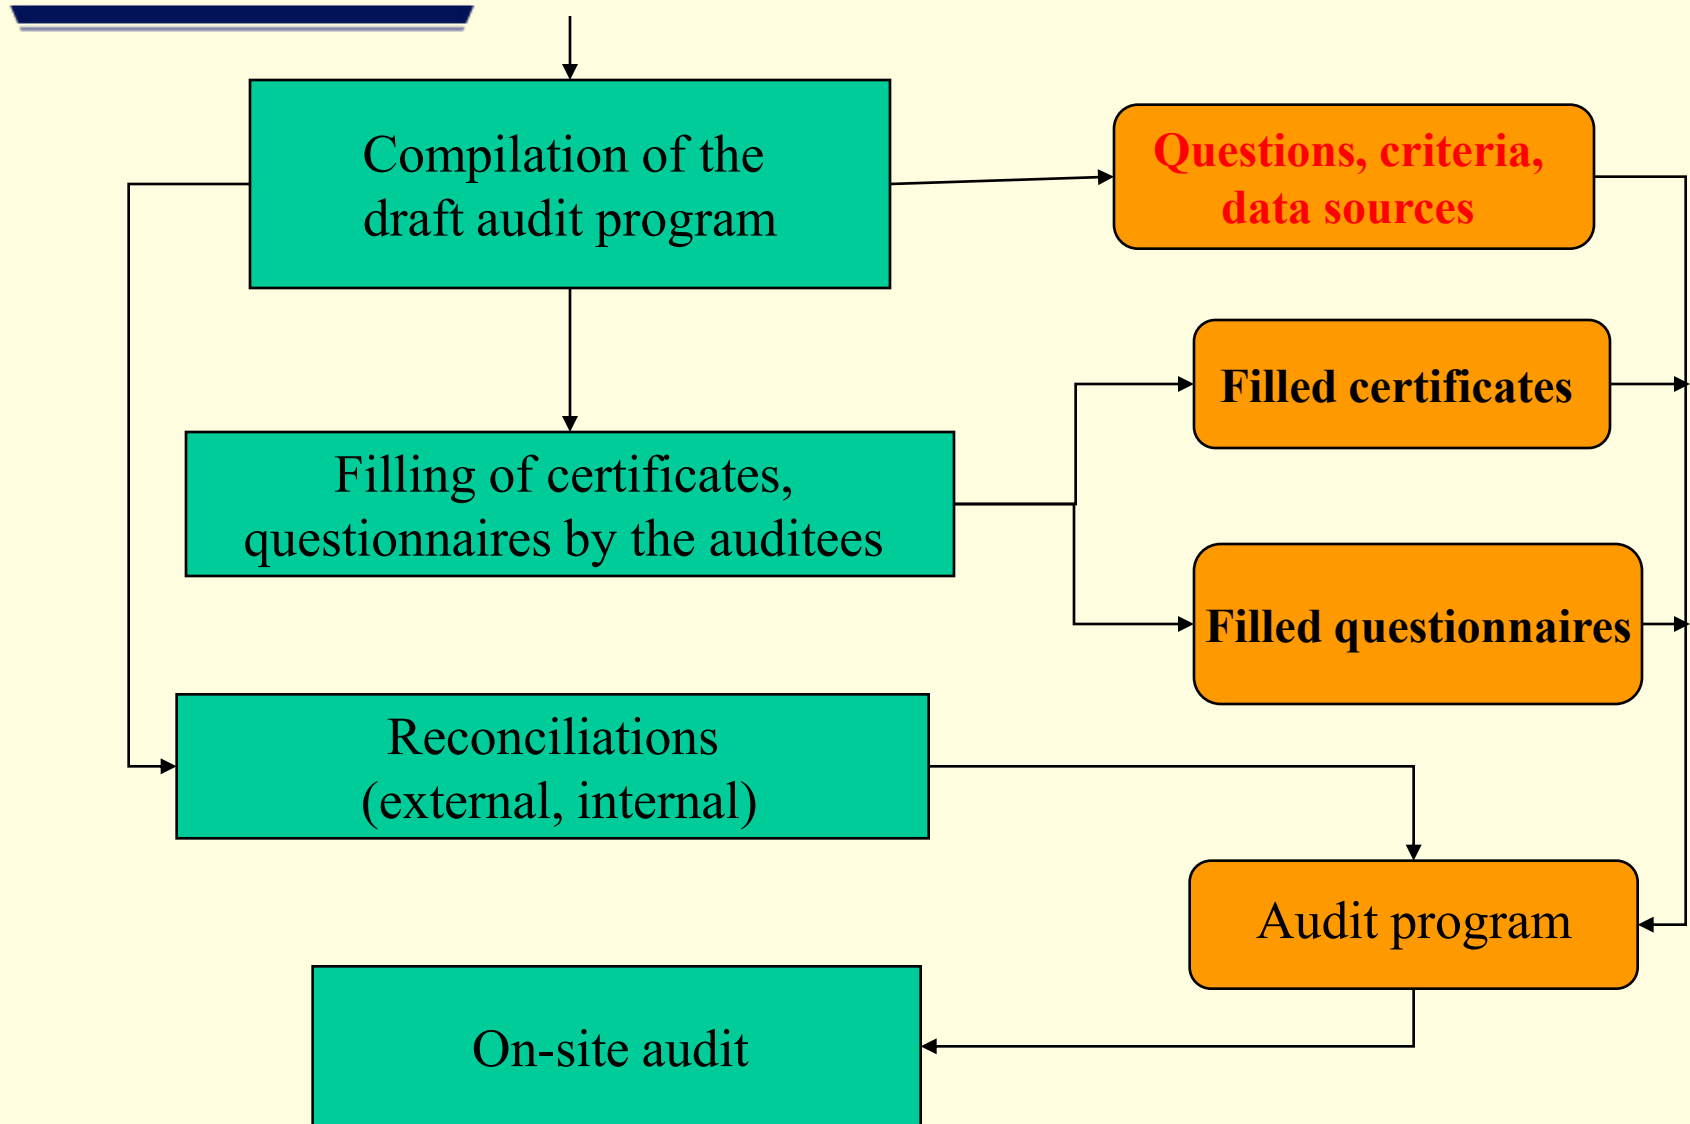 Compilation of the
draft audit program
Questions, criteria,
data sources
Filled certificates
Filling of certificates,
questionnaires by the auditees
Filled questionnaires
Reconciliations
(external, internal)
Audit program
On-site audit